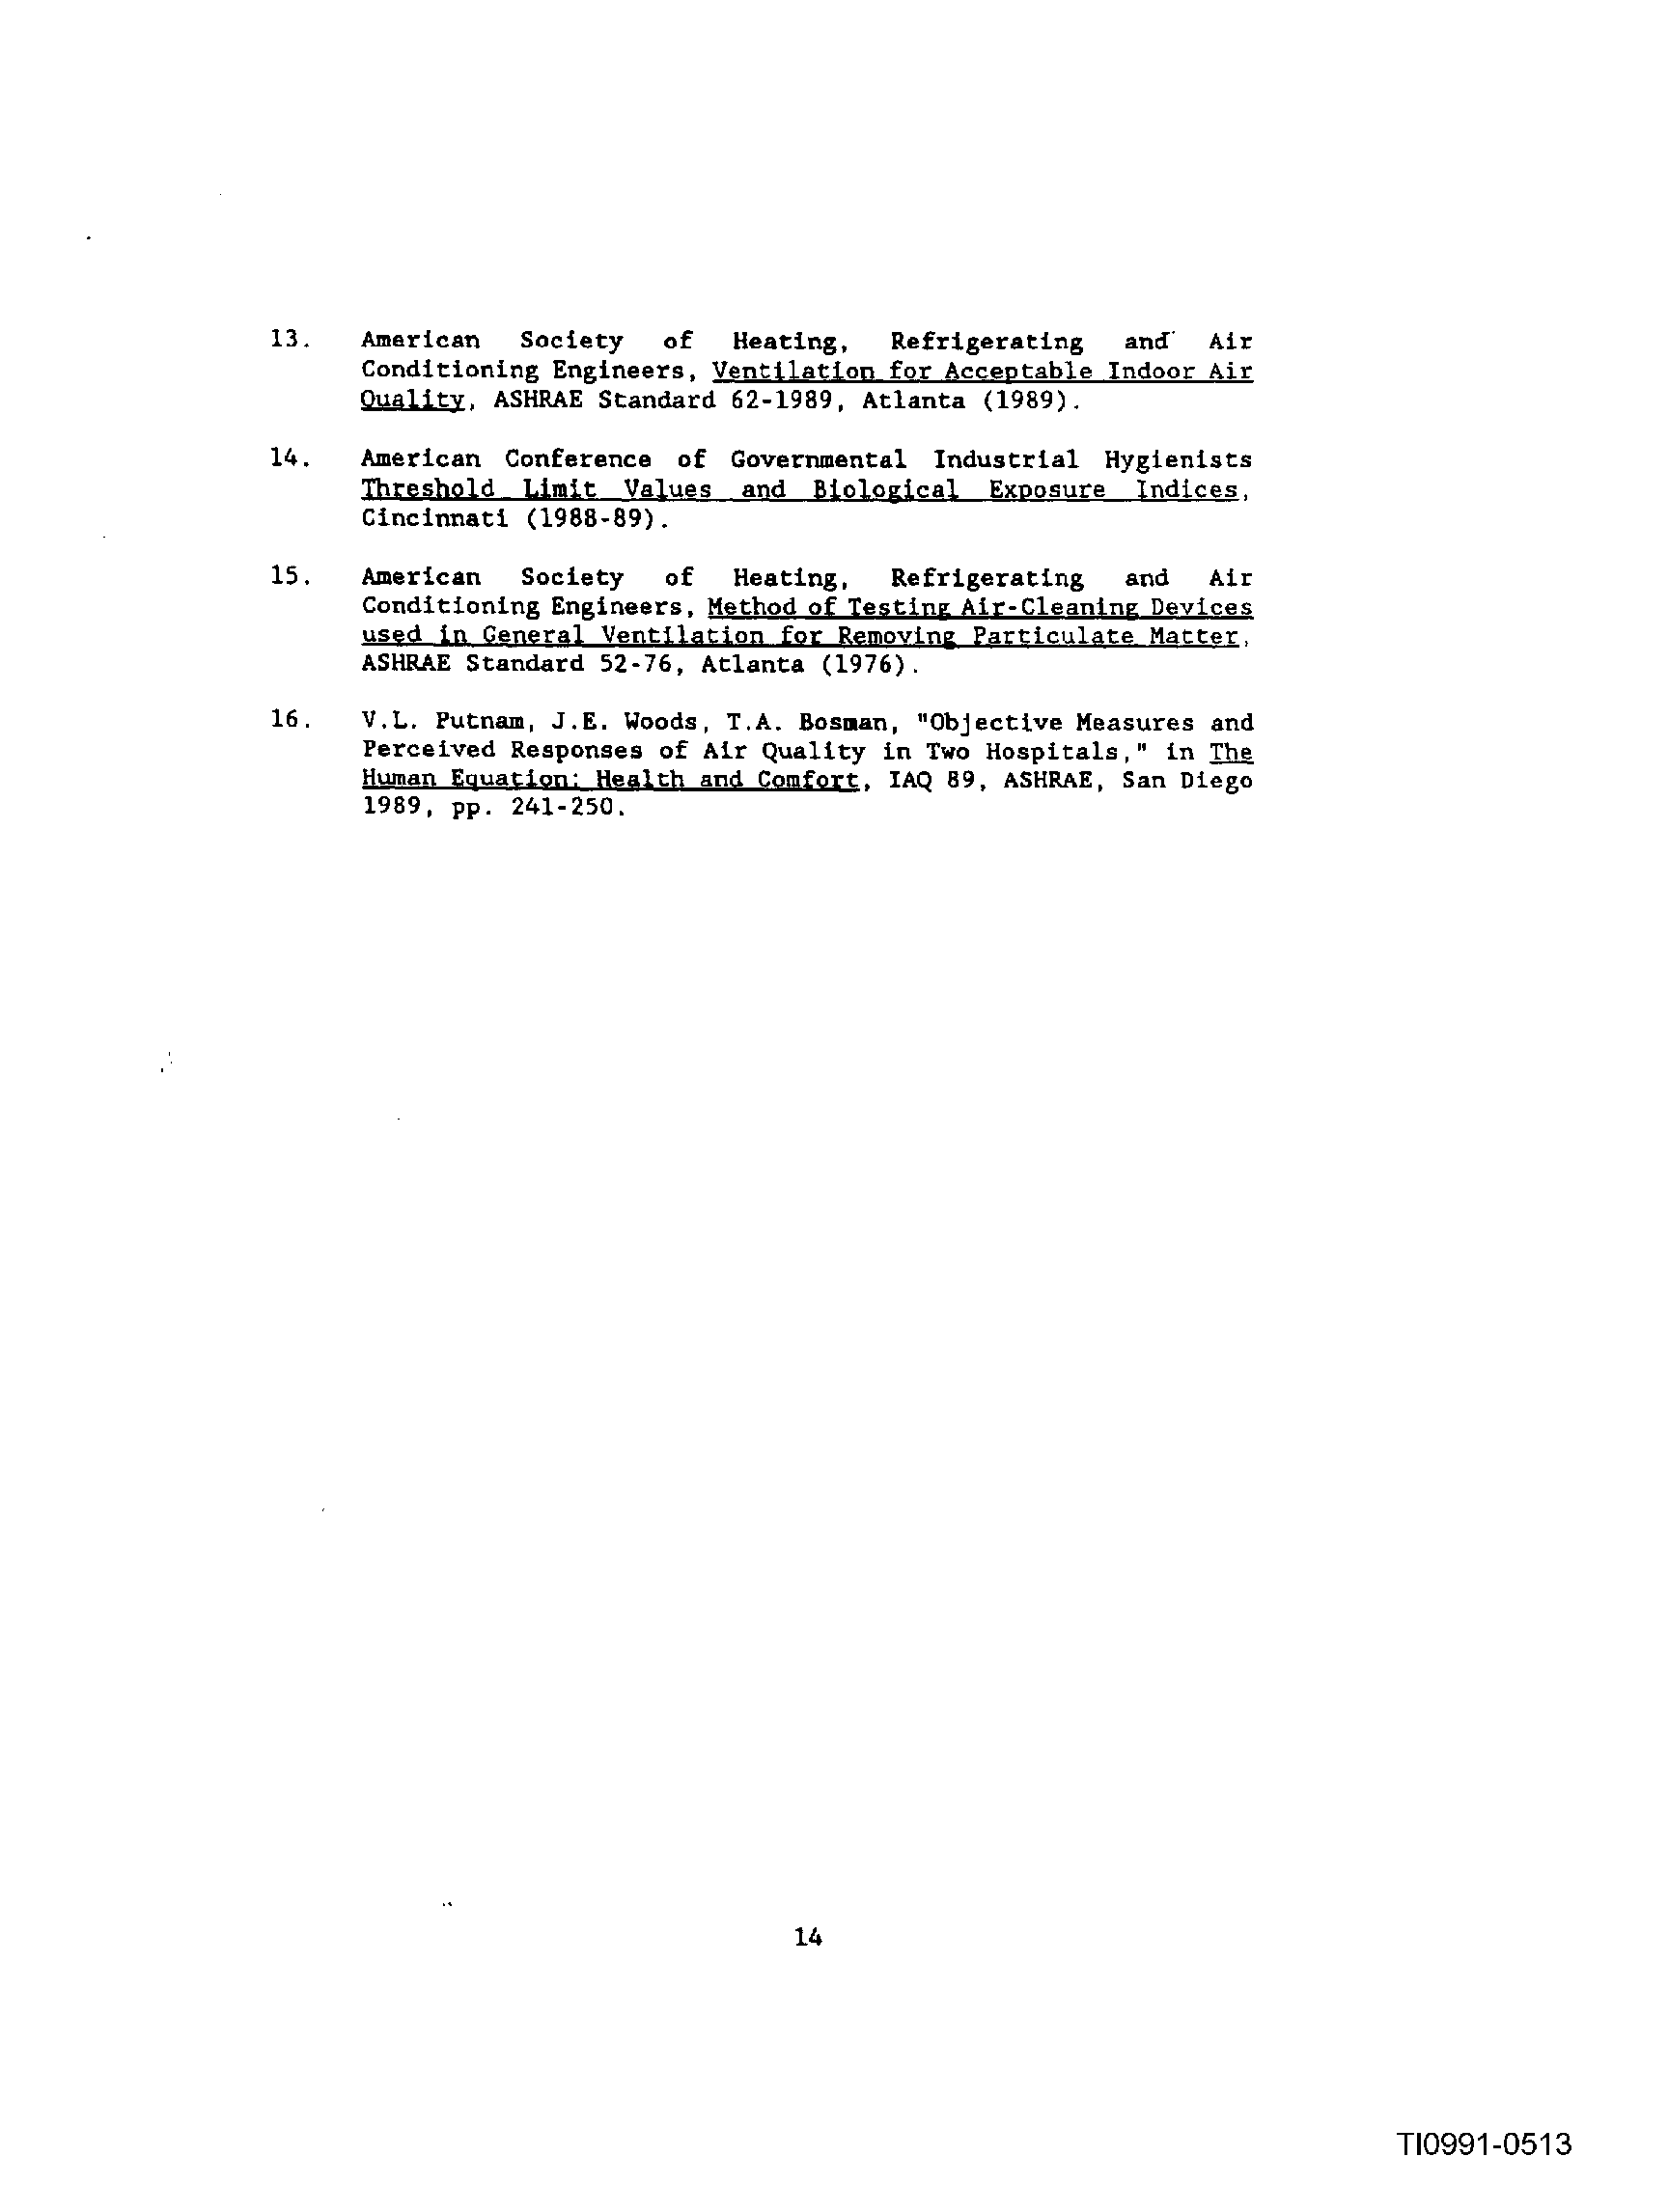 13. American Society of Heating, Refrigerating and Air
Conditioning Engineers, Ventilation for Acceptable Indoor Air
Quality, ASHRAE Standard 62-1989, Atlanta (1989).
14. American Conference of Governmental Industrial Hygienists
Threshold Limit Values and Biological Exposure Indices,
Cincinnati (1988-89).
15. American Society of Heating, Refrigerating and Air
Conditioning Engineers, Method of Testing Air-Cleaning Devices
used in General Ventilation for Removing Particulate Matter,
ASHRAE Standard 52-76, Atlanta (1976).
16. V.L. Putnam, J.E. Woods, T.A. Bosman, "Objective Measures and
Perceived Responses of Air Quality in Two Hospitals," in The
Human Equation: Health and Comfort, IAQ 89, ASHRAE, San Diego
1989, pp. 241-250.
14
TI0991-0513